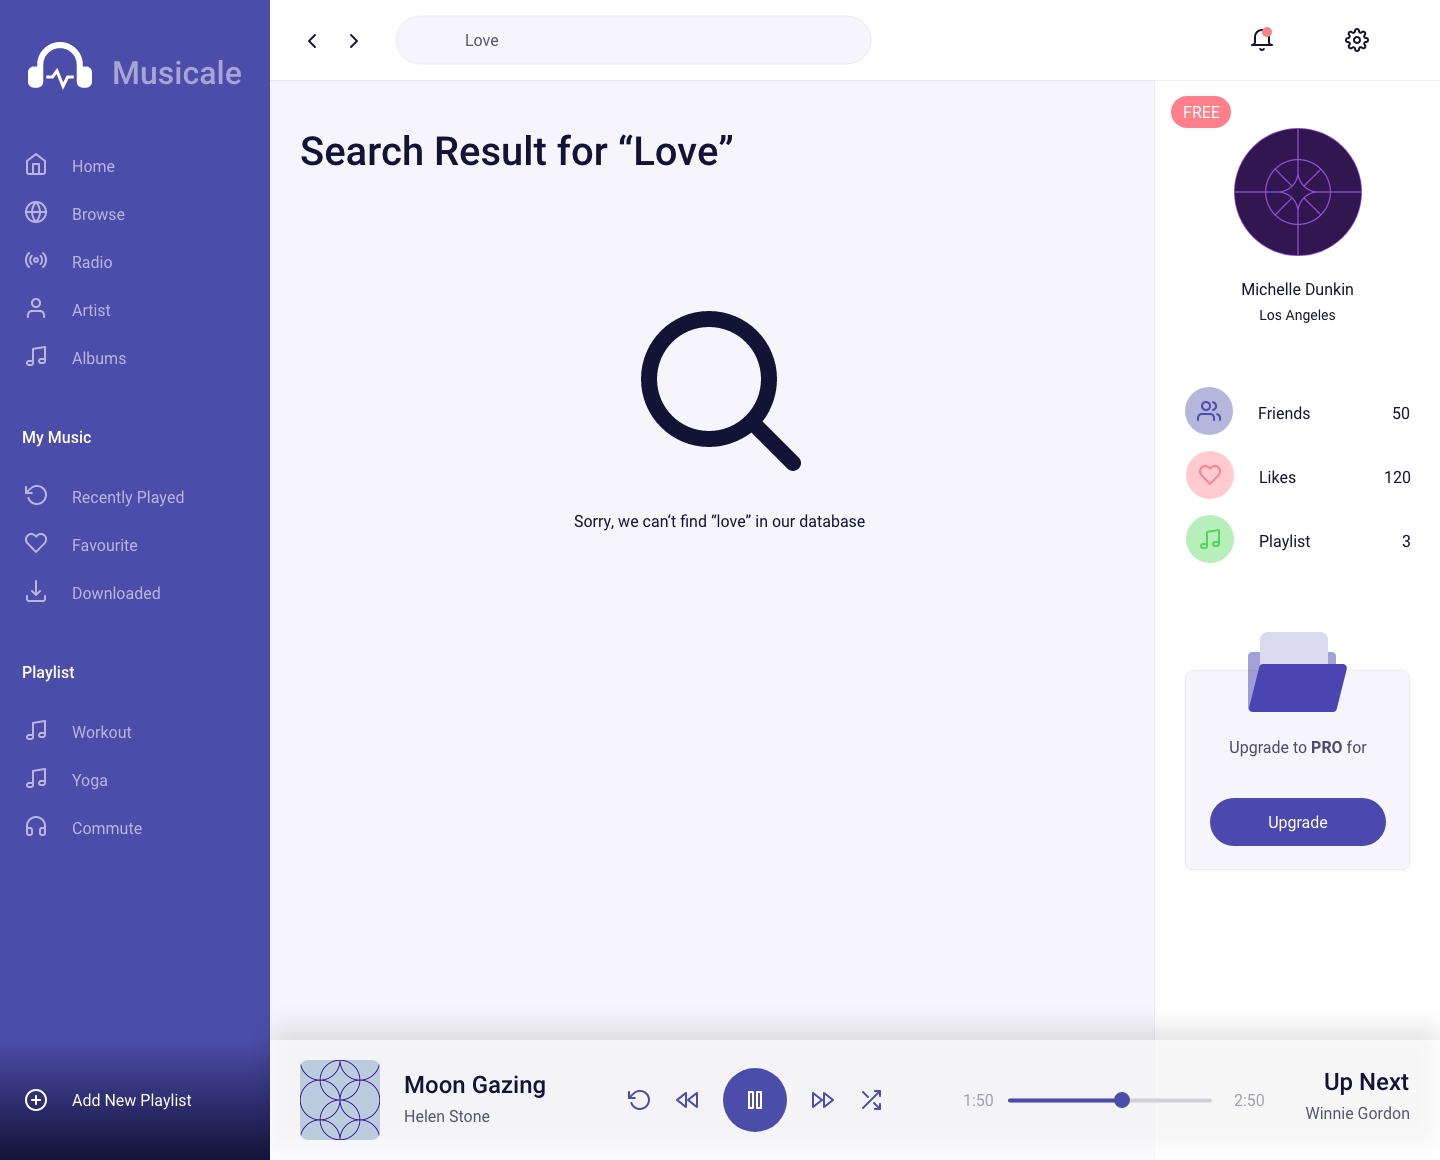 Musicale
Home
Browse
Radio
Artist
Albums
My Music
Recently Played
Favourite
Downloaded
Playlist
Workout
Yoga
Commute
Add New Playlist
Love
Search Result for “Love”
Sorry, we can’t find “love” in our database
FREE
Michelle Dunkin
Los Angeles
Friends 50
Likes 120
Playlist 3
Upgrade to PRO for
Upgrade
Moon Gazing
Helen Stone
1:50
2:50
Up Next
Winnie Gordon